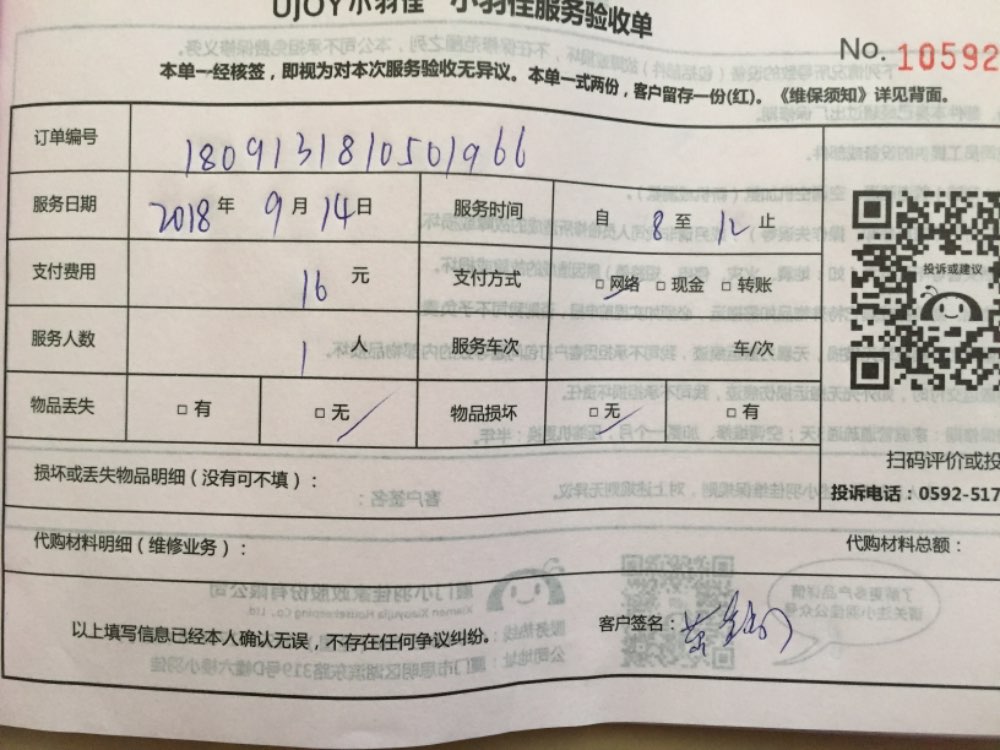 UJOY小羽佳 小羽佳服务验收单
No. 10592
本单一经核签，即视为对本次服务验收无异议。本单一式两份，客户留存一份(红)。《维保须知》详见背面。
订单编号 180913181050196​6
服务日期 2018年 9月 14日 服务时间 自 8 至 12 止
支付费用 16 元 支付方式 □网络 □现金 □转账
投诉或建议
服务人数 1 人 服务车次 车/次
物品丢失 □有 □无 物品损坏 □无 □有
扫码评价或投
损坏或丢失物品明细（没有可不填）：
投诉电话：0592-517
代购材料明细（维修业务）： 代购材料总额：
以上填写信息已经本人确认无误，不存在任何争议纠纷。 客户签名：